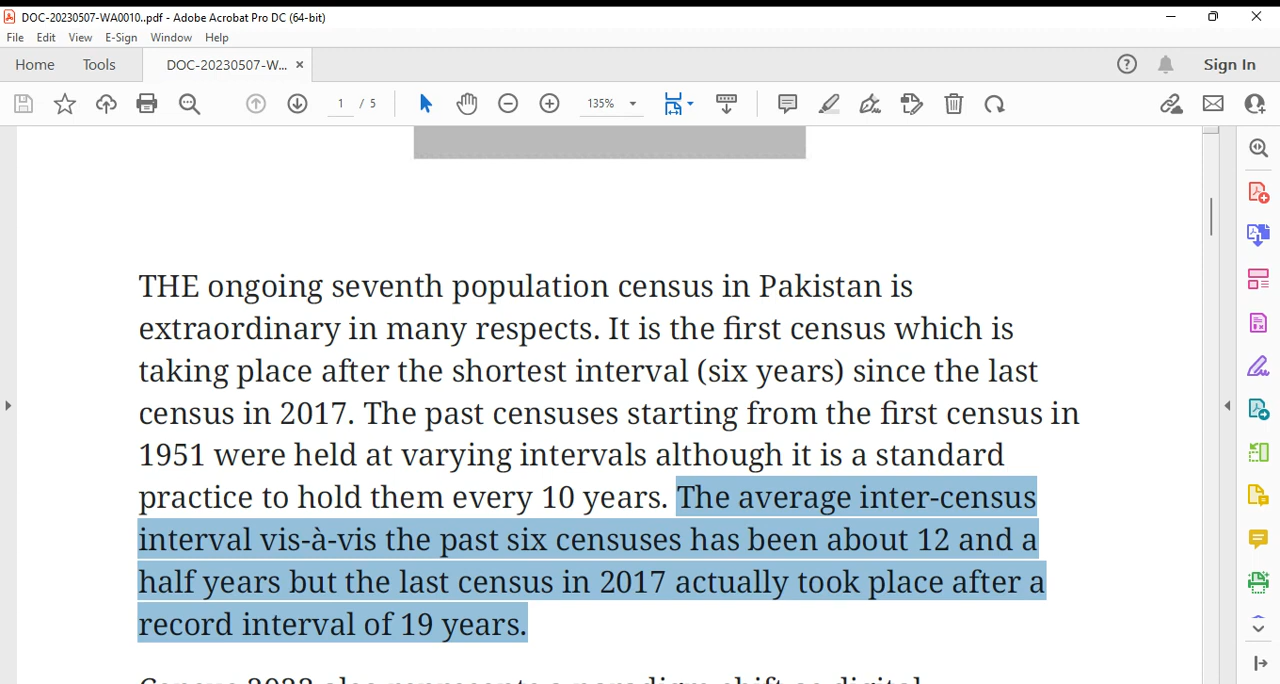 DOC-20230507-WA0010..pdf - Adobe Acrobat Pro DC (64-bit)
File Edit View E-Sign Window Help
Home Tools DOC-20230507-W... × Sign In
1 / 5 135%
THE ongoing seventh population census in Pakistan is
extraordinary in many respects. It is the first census which is
taking place after the shortest interval (six years) since the last
census in 2017. The past censuses starting from the first census in
1951 were held at varying intervals although it is a standard
practice to hold them every 10 years. The average inter-census
interval vis-à-vis the past six censuses has been about 12 and a
half years but the last census in 2017 actually took place after a
record interval of 19 years.